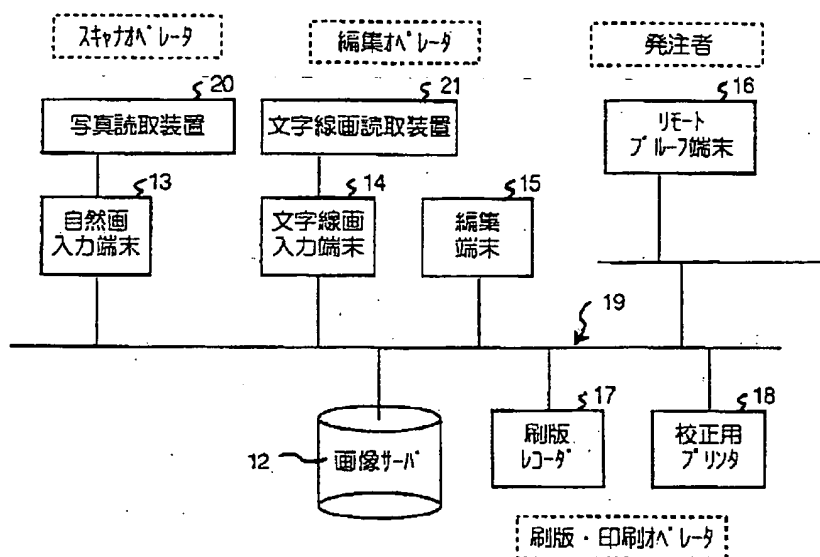 スキャナオペレータ
編集オペレータ
発注者
20
21
16
写真読取装置
文字線画読取装置
リモート
プルーフ端末
13
14
15
自然画
入力端末
文字線画
入力端末
編集
端末
19
17
18
12
画像サーバ
刷版
レコーダ
校正用
プリンタ
刷版・印刷オペレータ